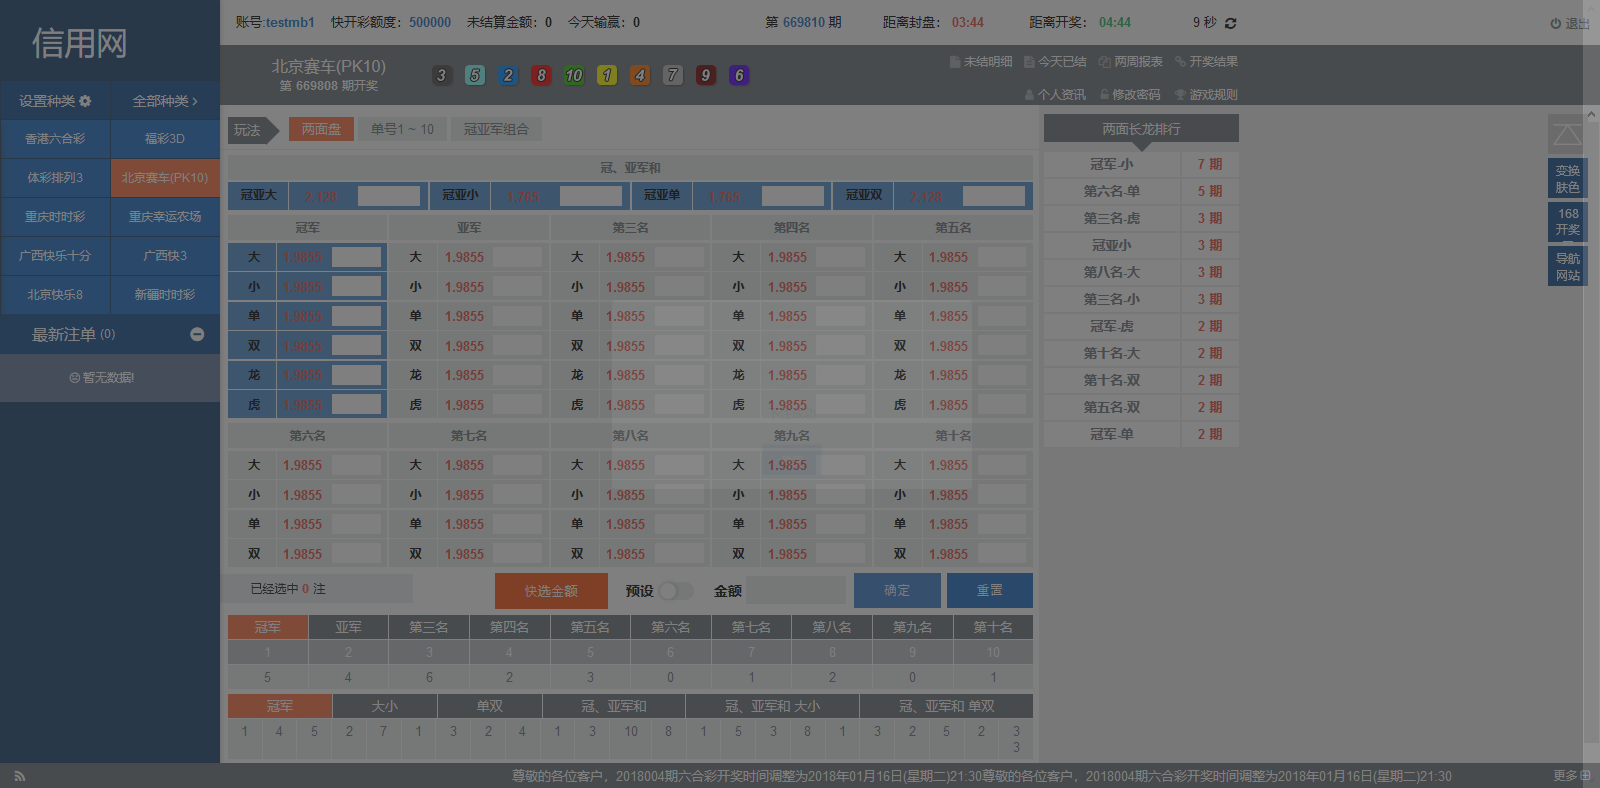 信用网
账号:testmb1 快开彩额度：500000 未结算金额：0 今天输赢：0 第 669810 期 距离封盘：03:44 距离开奖：04:44 9 秒 退出
北京赛车(PK10)
第 669808 期开奖
3 5 2 8 10 1 4 7 9 6
未结明细 今天已结 两周报表 开奖结果
个人资讯 修改密码 游戏规则
设置种类 全部种类
香港六合彩 福彩3D
体彩排列3 北京赛车(PK10)
重庆时时彩 重庆幸运农场
广西快乐十分 广西快3
北京快乐8 新疆时时彩
最新注单 (0)
暂无数据!
玩法 两面盘 单号1 ~ 10 冠亚军组合
冠、亚军和
冠亚大 2.128 冠亚小 1.765 冠亚单 1.765 冠亚双 2.128
冠军 亚军 第三名 第四名 第五名
大 1.9855 大 1.9855 大 1.9855 大 1.9855 大 1.9855
小 1.9855 小 1.9855 小 1.9855 小 1.9855 小 1.9855
单 1.9855 单 1.9855 单 1.9855 单 1.9855 单 1.9855
双 1.9855 双 1.9855 双 1.9855 双 1.9855 双 1.9855
龙 1.9855 龙 1.9855 龙 1.9855 龙 1.9855 龙 1.9855
虎 1.9855 虎 1.9855 虎 1.9855 虎 1.9855 虎 1.9855
第六名 第七名 第八名 第九名 第十名
大 1.9855 大 1.9855 大 1.9855 大 1.9855 大 1.9855
小 1.9855 小 1.9855 小 1.9855 小 1.9855 小 1.9855
单 1.9855 单 1.9855 单 1.9855 单 1.9855 单 1.9855
双 1.9855 双 1.9855 双 1.9855 双 1.9855 双 1.9855
已经选中 0 注 快选金额 预设 金额 确定 重置
冠军 亚军 第三名 第四名 第五名 第六名 第七名 第八名 第九名 第十名
1 2 3 4 5 6 7 8 9 10
5 4 6 2 3 0 1 2 0 1
冠军 大小 单双 冠、亚军和 冠、亚军和 大小 冠、亚军和 单双
1 4 5 2 7 1 3 2 4 1 3 10 8 1 5 3 8 1 3 2 5 2 3
3
两面长龙排行
冠军-小 7 期
第六名-单 5 期
第三名-虎 3 期
冠亚小 3 期
第八名-大 3 期
第三名-小 3 期
冠军-虎 2 期
第十名-大 2 期
第十名-双 2 期
第五名-双 2 期
冠军-单 2 期
变换
肤色
168
开奖
导航
网站
尊敬的各位客户，2018004期六合彩开奖时间调整为2018年01月16日(星期二)21:30尊敬的各位客户，2018004期六合彩开奖时间调整为2018年01月16日(星期二)21:30
更多